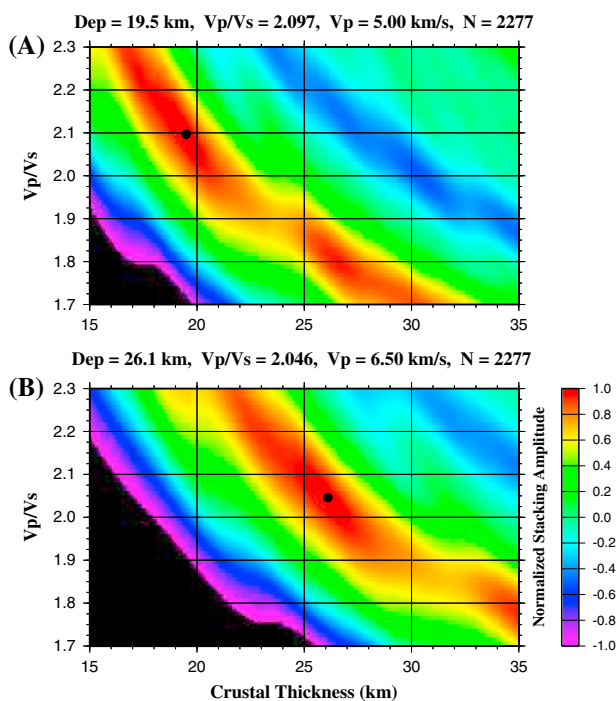 Dep = 19.5 km, Vp/Vs = 2.097, Vp = 5.00 km/s, N = 2277
(A)
2.3
2.2
2.1
2.0
1.9
1.8
1.7
Vp/Vs
15 20 25 30 35
Dep = 26.1 km, Vp/Vs = 2.046, Vp = 6.50 km/s, N = 2277
(B)
2.3
2.2
2.1
2.0
1.9
1.8
1.7
Vp/Vs
15 20 25 30 35
Crustal Thickness (km)
Normalized Stacking Amplitude
1.0
0.8
0.6
0.4
0.2
0.0
-0.2
-0.4
-0.6
-0.8
-1.0